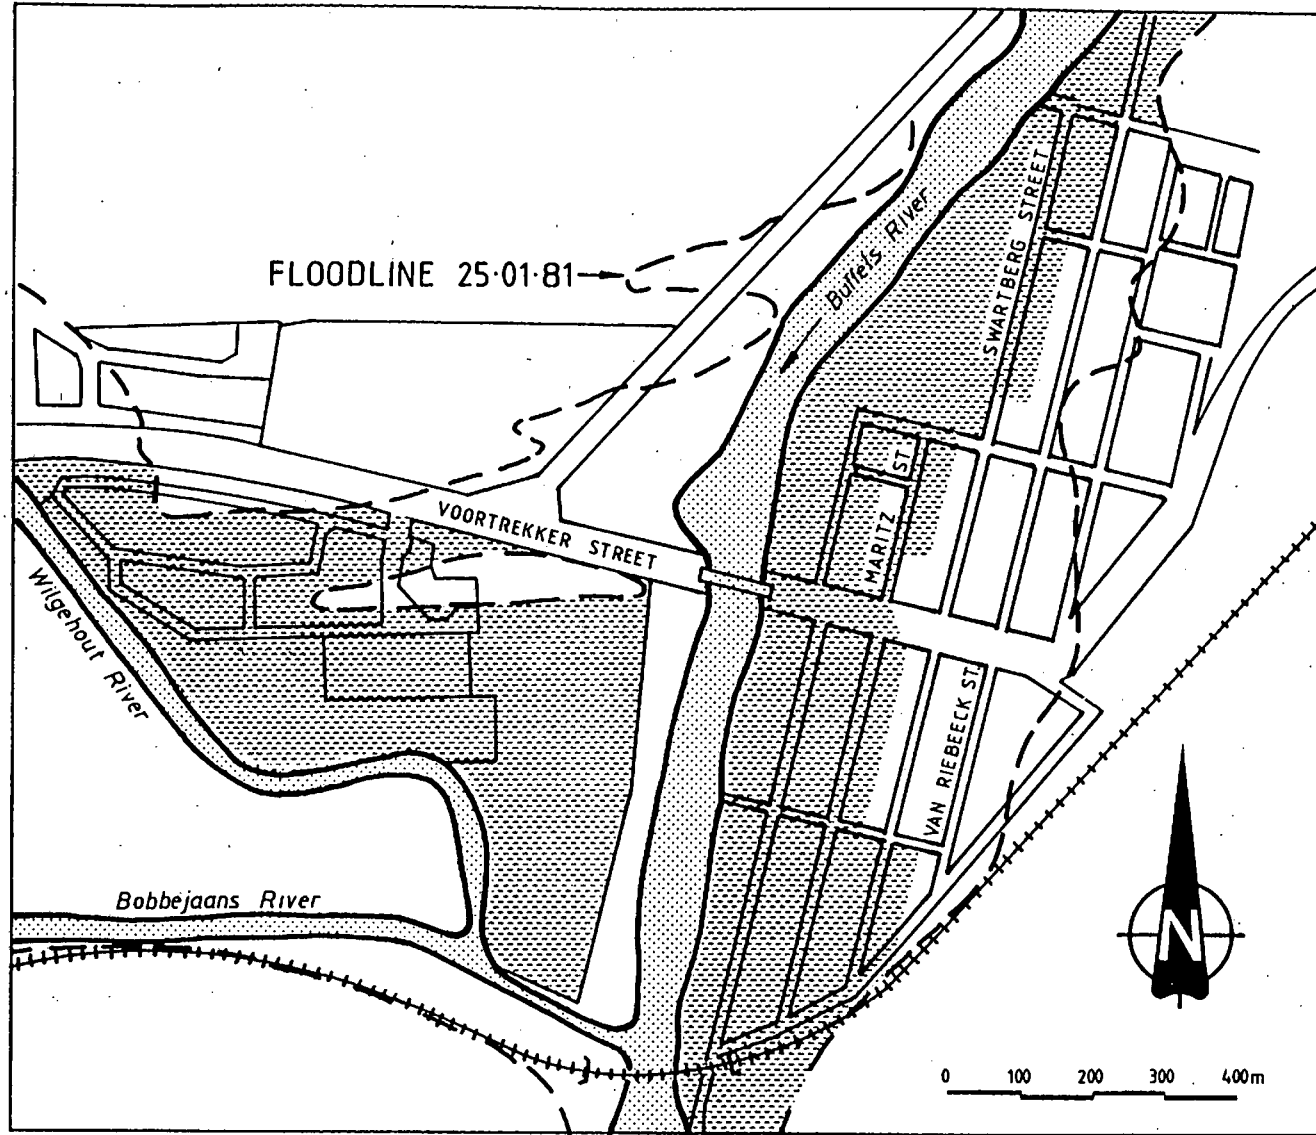 FLOODLINE 25·01·81
Buffels River
SWARTBERG STREET
MARITZ ST
VOORTREKKER STREET
Wilgehout River
VAN RIEBEECK ST
Bobbejaans River
N
0 100 200 300 400m